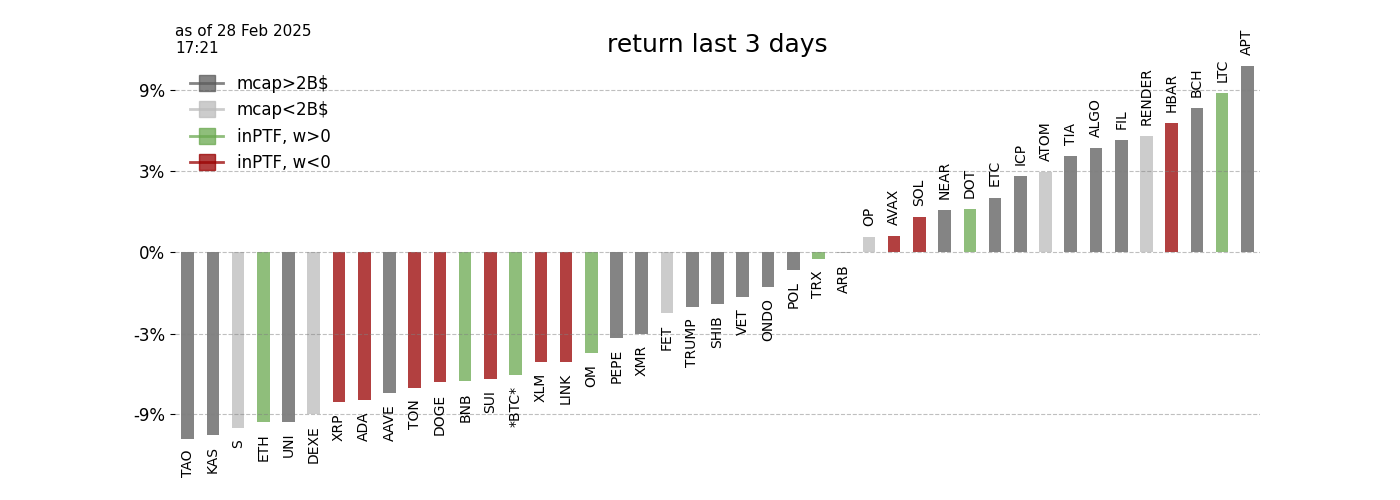 as of 28 Feb 2025
17:21
return last 3 days
mcap>2B$
mcap<2B$
inPTF, w>0
inPTF, w<0
9%
3%
0%
-3%
-9%
TAO
KAS
S
ETH
UNI
DEXE
XRP
ADA
AAVE
TON
DOGE
BNB
SUI
*BTC*
XLM
LINK
OM
PEPE
XMR
FET
TRUMP
SHIB
VET
ONDO
POL
TRX
ARB
OP
AVAX
SOL
NEAR
DOT
ETC
ICP
ATOM
TIA
ALGO
FIL
RENDER
HBAR
BCH
LTC
APT